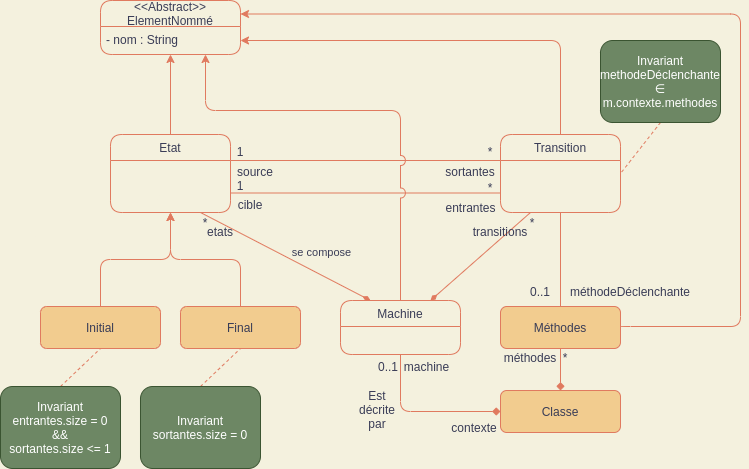 <<Abstract>>
ElementNommé
- nom : String
Invariant
methodeDéclenchante
∈
m.contexte.methodes
Etat
1
*
Transition
source
sortantes
1
*
cible
entrantes
*
etats
transitions
*
se compose
0..1
méthodeDéclenchante
Initial
Final
Machine
Méthodes
0..1
machine
méthodes
*
Est
décrite
par
contexte
Classe
Invariant
entrantes.size = 0
&&
sortantes.size <= 1
Invariant
sortantes.size = 0